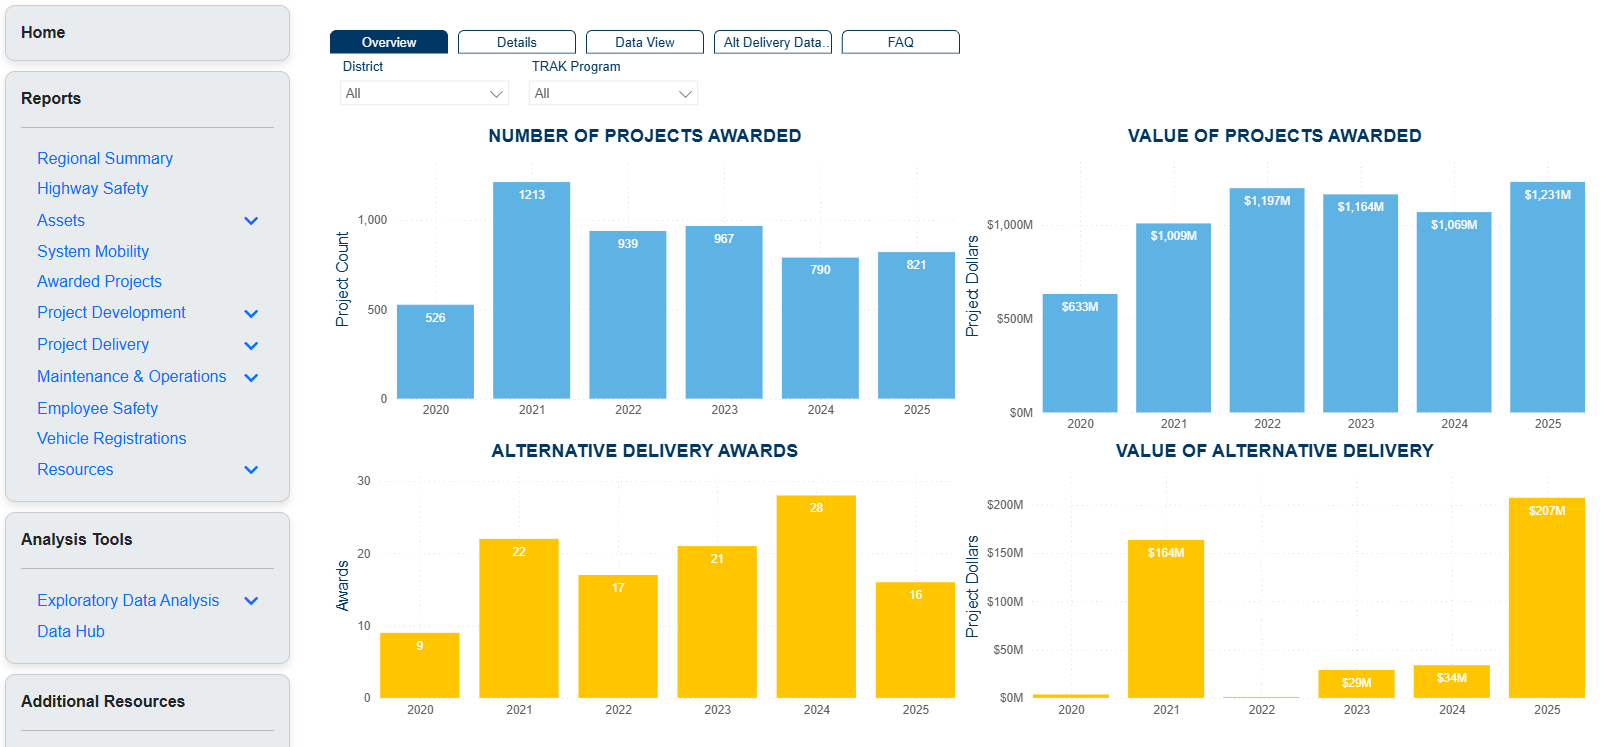 Home
Reports
Regional Summary
Highway Safety
Assets
System Mobility
Awarded Projects
Project Development
Project Delivery
Maintenance & Operations
Employee Safety
Vehicle Registrations
Resources
Analysis Tools
Exploratory Data Analysis
Data Hub
Additional Resources
Overview Details Data View Alt Delivery Data... FAQ
District TRAK Program
All All
NUMBER OF PROJECTS AWARDED
Project Count
1,000
500
0
526 1213 939 967 790 821
2020 2021 2022 2023 2024 2025
VALUE OF PROJECTS AWARDED
Project Dollars
$1,000M
$500M
$0M
$633M $1,009M $1,197M $1,164M $1,069M $1,231M
2020 2021 2022 2023 2024 2025
ALTERNATIVE DELIVERY AWARDS
Awards
30
20
10
0
9 22 17 21 28 16
2020 2021 2022 2023 2024 2025
VALUE OF ALTERNATIVE DELIVERY
Project Dollars
$200M
$150M
$100M
$50M
$0M
$164M $29M $34M $207M
2020 2021 2022 2023 2024 2025